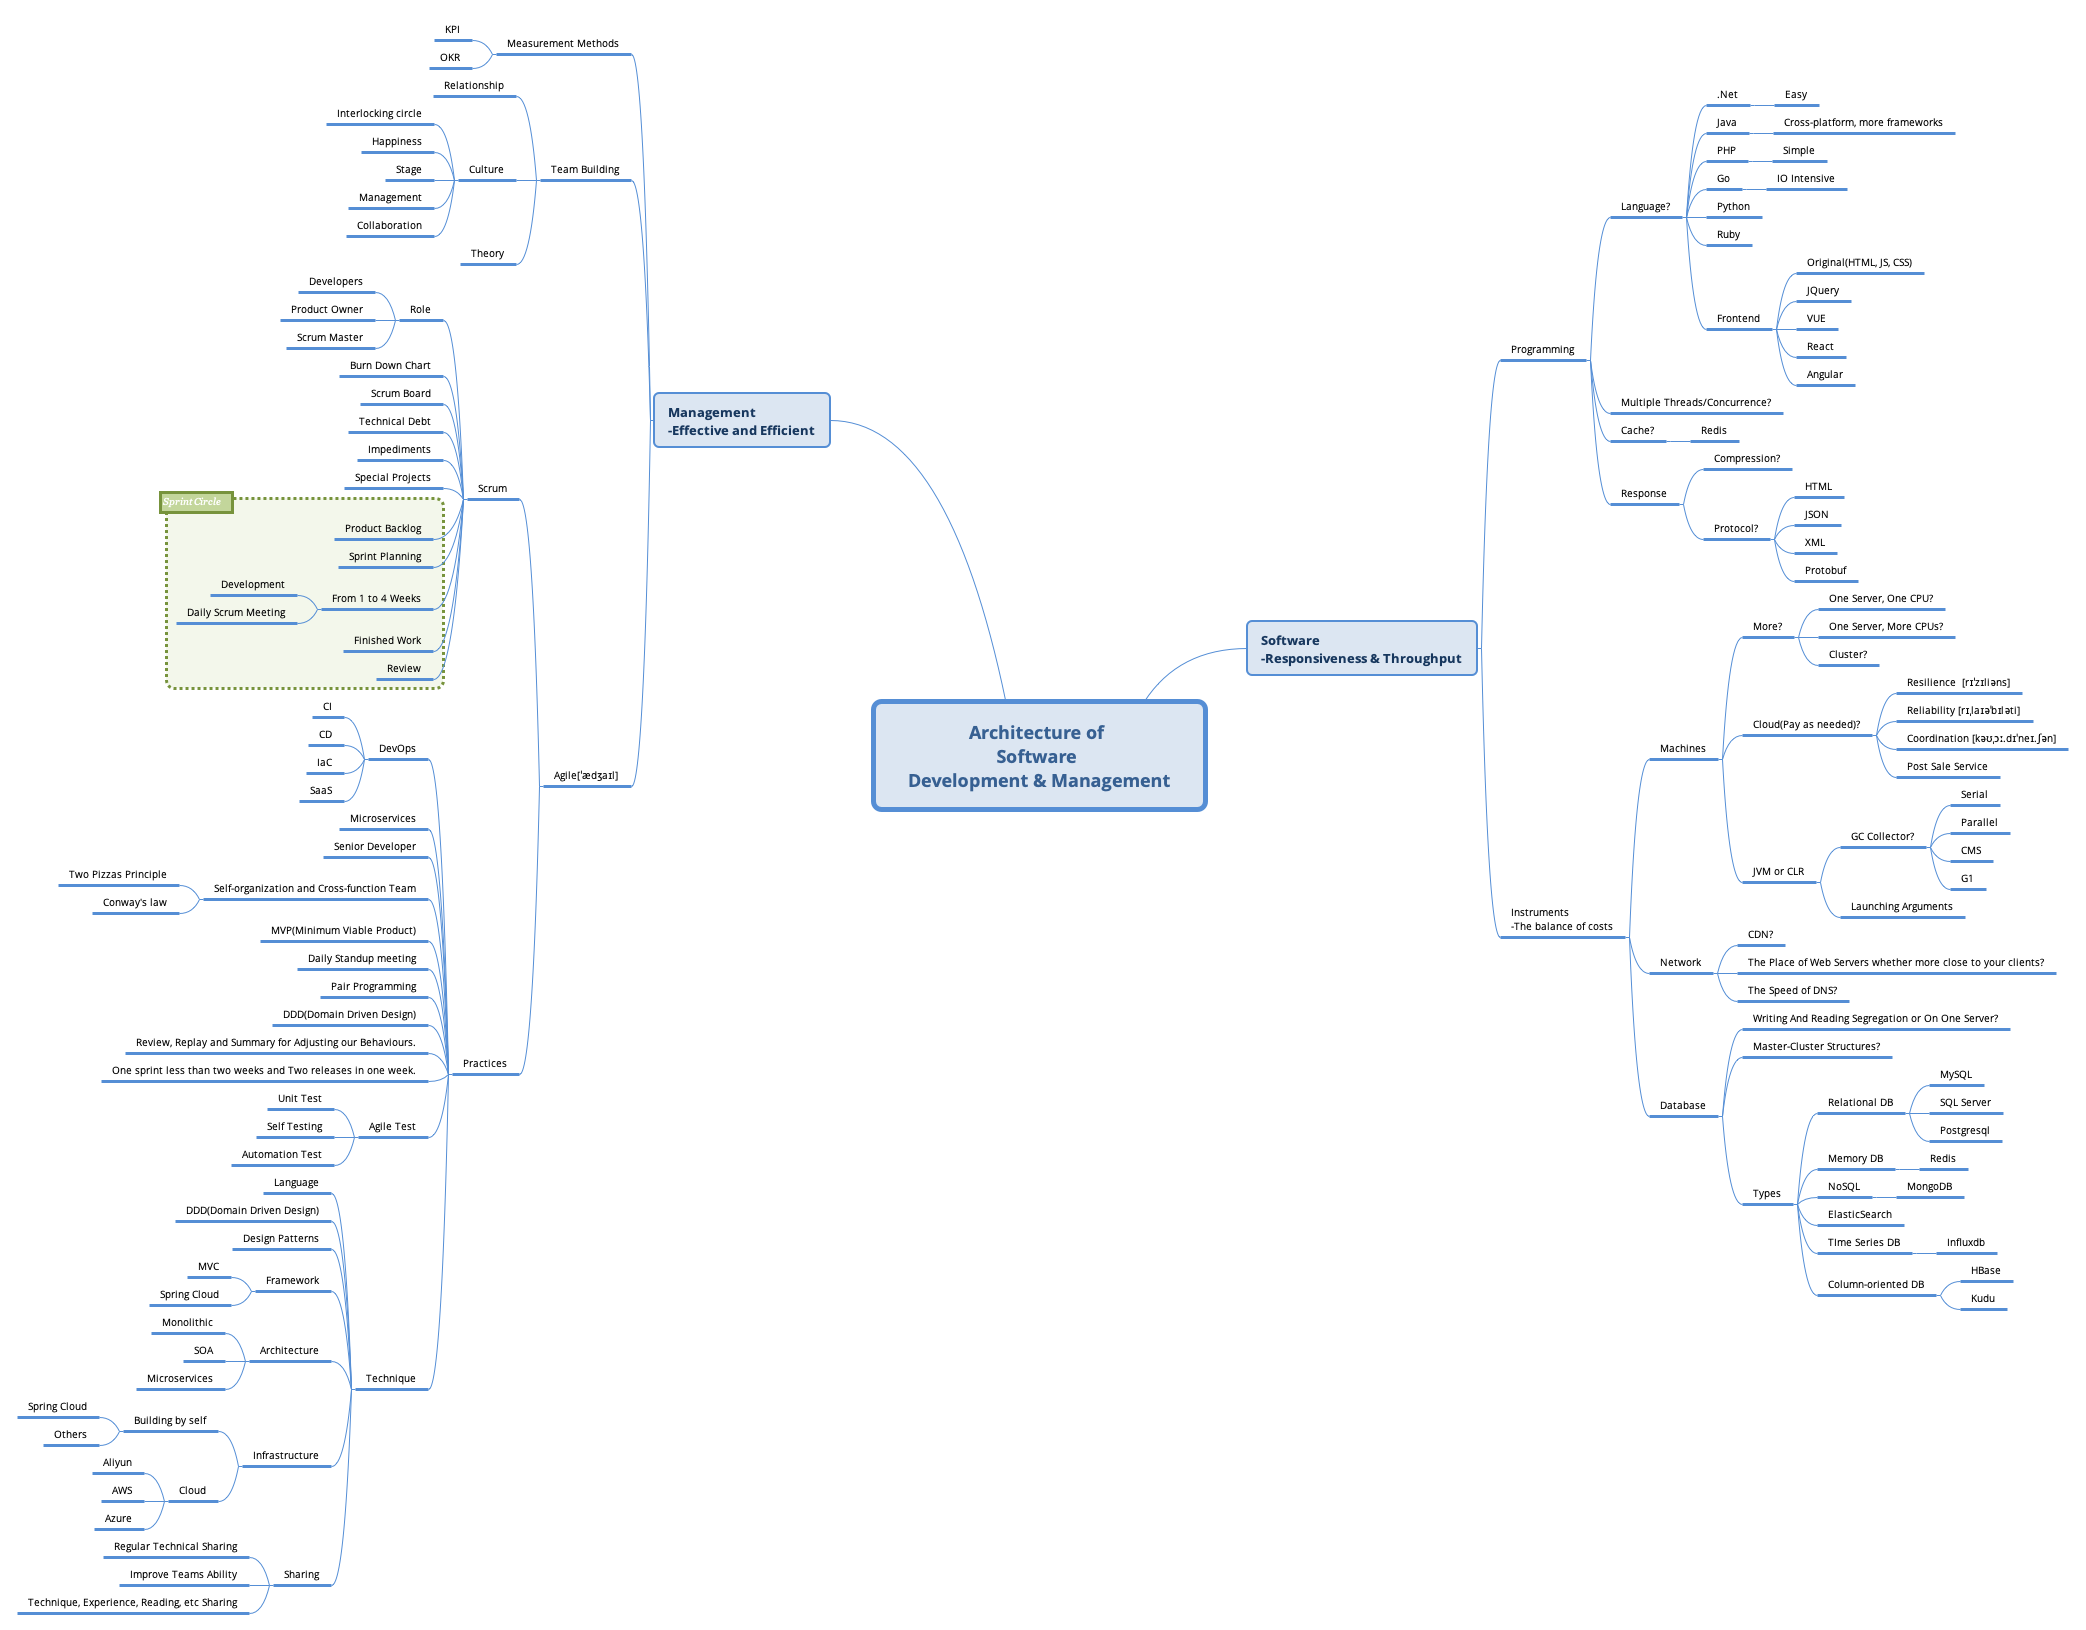 Architecture of
Software
Development & Management
Management
-Effective and Efficient
Measurement Methods
KPI
OKR
Team Building
Relationship
Culture
Interlocking circle
Happiness
Stage
Management
Collaboration
Theory
Agile['ædʒaɪl]
Scrum
Role
Developers
Product Owner
Scrum Master
Burn Down Chart
Scrum Board
Technical Debt
Impediments
Special Projects
Sprint Circle
Product Backlog
Sprint Planning
From 1 to 4 Weeks
Development
Daily Scrum Meeting
Finished Work
Review
Practices
DevOps
CI
CD
IaC
SaaS
Microservices
Senior Developer
Self-organization and Cross-function Team
Two Pizzas Principle
Conway's law
MVP(Minimum Viable Product)
Daily Standup meeting
Pair Programming
DDD(Domain Driven Design)
Review, Replay and Summary for Adjusting our Behaviours.
One sprint less than two weeks and Two releases in one week.
Agile Test
Unit Test
Self Testing
Automation Test
Technique
Language
DDD(Domain Driven Design)
Design Patterns
Framework
MVC
Spring Cloud
Architecture
Monolithic
SOA
Microservices
Infrastructure
Building by self
Spring Cloud
Others
Cloud
Aliyun
AWS
Azure
Sharing
Regular Technical Sharing
Improve Teams Ability
Technique, Experience, Reading, etc Sharing
Software
-Responsiveness & Throughput
Programming
Language?
.Net
Easy
Java
Cross-platform, more frameworks
PHP
Simple
Go
IO Intensive
Python
Ruby
Frontend
Original(HTML, JS, CSS)
JQuery
VUE
React
Angular
Multiple Threads/Concurrence?
Cache?
Redis
Response
Compression?
Protocol?
HTML
JSON
XML
Protobuf
Instruments
-The balance of costs
Machines
More?
One Server, One CPU?
One Server, More CPUs?
Cluster?
Cloud(Pay as needed)?
Resilience  [rɪˈzɪliəns]
Reliability [rɪˌlaɪəˈbɪləti]
Coordination [kəʊˌɔː.dɪˈneɪ.ʃən]
Post Sale Service
JVM or CLR
GC Collector?
Serial
Parallel
CMS
G1
Launching Arguments
Network
CDN?
The Place of Web Servers whether more close to your clients?
The Speed of DNS?
Database
Writing And Reading Segregation or On One Server?
Master-Cluster Structures?
Types
Relational DB
MySQL
SQL Server
Postgresql
Memory DB
Redis
NoSQL
MongoDB
ElasticSearch
TIme Series DB
Influxdb
Column-oriented DB
HBase
Kudu